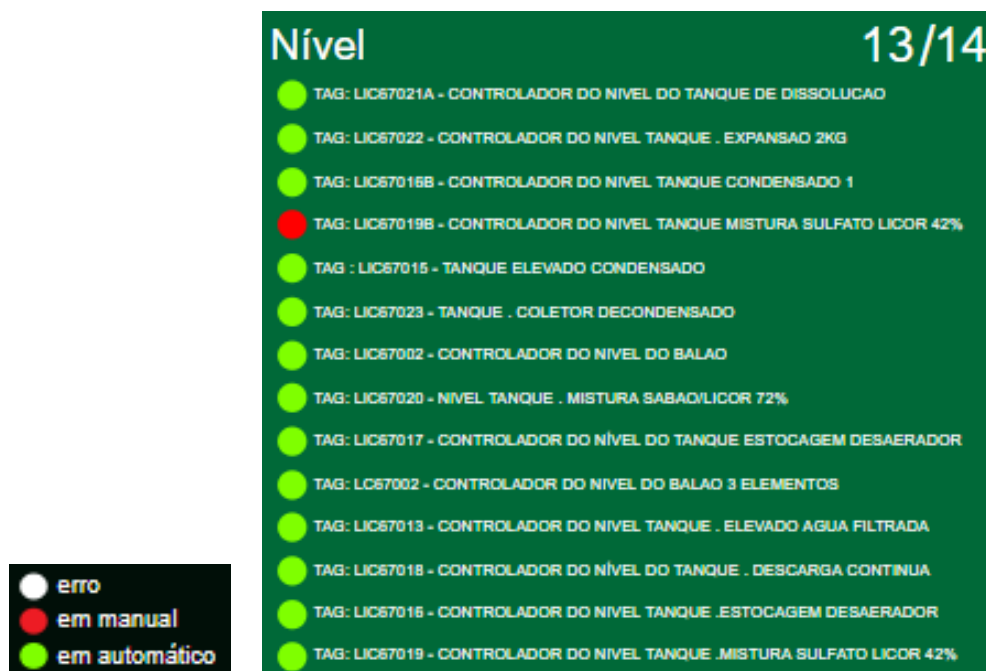 Nível 13/14
TAG: LIC67021A - CONTROLADOR DO NIVEL DO TANQUE DE DISSOLUCAO
TAG: LIC67022 - CONTROLADOR DO NIVEL TANQUE . EXPANSAO 2KG
TAG: LIC67016B - CONTROLADOR DO NIVEL TANQUE CONDENSADO 1
TAG: LIC67019B - CONTROLADOR DO NIVEL TANQUE MISTURA SULFATO LICOR 42%
TAG : LIC67015 - TANQUE ELEVADO CONDENSADO
TAG: LIC67023 - TANQUE . COLETOR DECONDENSADO
TAG: LIC67002 - CONTROLADOR DO NIVEL DO BALAO
TAG: LIC67020 - NIVEL TANQUE . MISTURA SABAO/LICOR 72%
TAG: LIC67017 - CONTROLADOR DO NÍVEL DO TANQUE ESTOCAGEM DESAERADOR
TAG: LC67002 - CONTROLADOR DO NIVEL DO BALAO 3 ELEMENTOS
TAG: LIC67013 - CONTROLADOR DO NIVEL TANQUE . ELEVADO AGUA FILTRADA
TAG: LIC67018 - CONTROLADOR DO NÍVEL DO TANQUE . DESCARGA CONTINUA
TAG: LIC67016 - CONTROLADOR DO NIVEL TANQUE .ESTOCAGEM DESAERADOR
TAG: LIC67019 - CONTROLADOR DO NIVEL TANQUE .MISTURA SULFATO LICOR 42%
erro
em manual
em automático